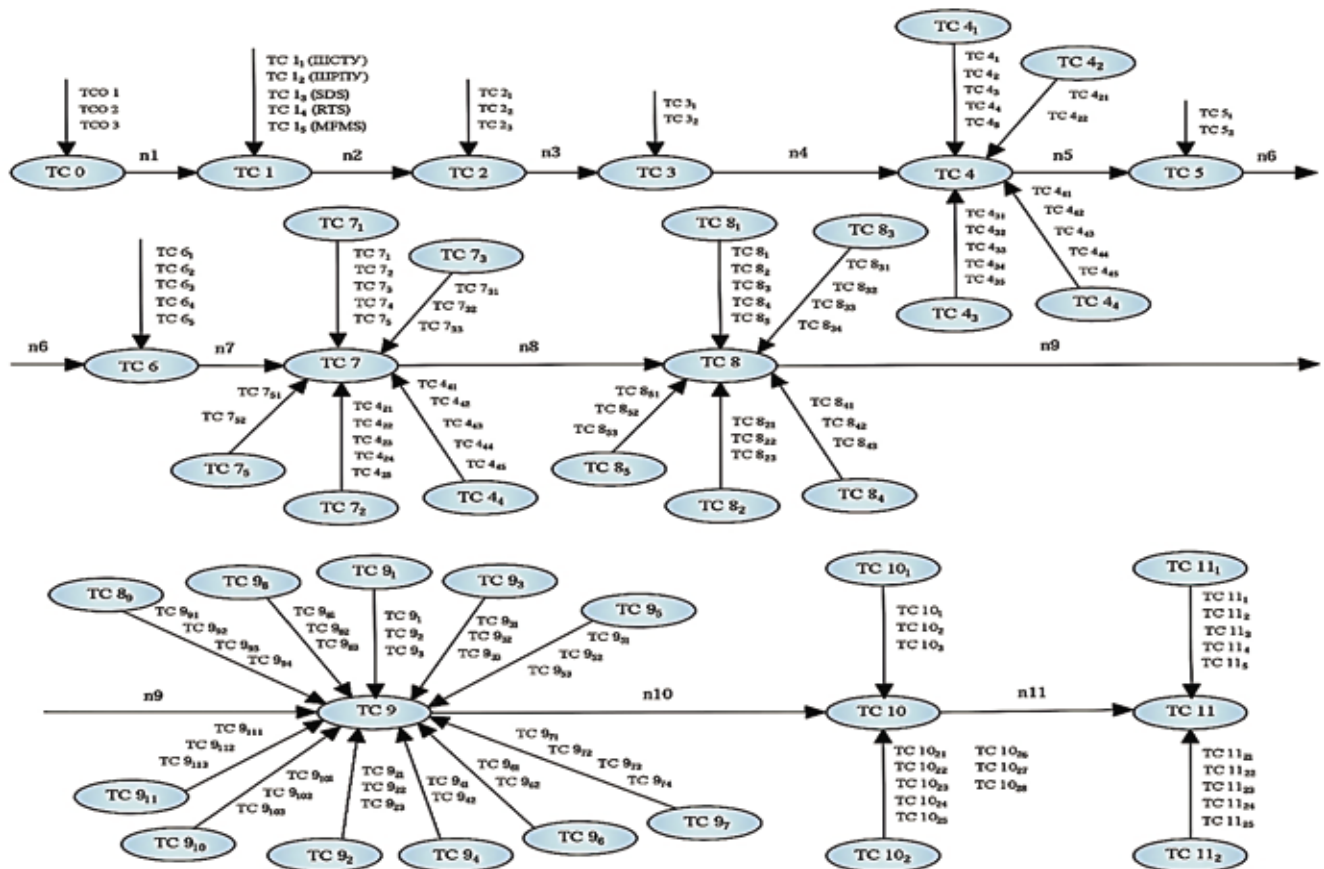 TC 4₁
TCO 1
TCO 2
TCO 3
TC 1₁ (ШСТУ)
TC 1₂ (ШРПУ)
TC 1₃ (SDS)
TC 1₄ (RTS)
TC 1₅ (MFMS)
TC 2₁
TC 2₂
TC 2₃
TC 3₁
TC 3₂
TC 4₁
TC 4₂
TC 4₃
TC 4₄
TC 4₂
TC 4₂₁
TC 4₂₂
TC 5₁
TC 5₂
TC 0
n1
TC 1
n2
TC 2
n3
TC 3
n4
TC 4
n5
TC 5
n6
TC 4₃₁
TC 4₃₂
TC 4₃₃
TC 4₃₄
TC 4₃₅
TC 4₃
TC 4₄₁
TC 4₄₂
TC 4₄₃
TC 4₄₄
TC 4₄₅
TC 4₄
TC 6₁
TC 6₂
TC 6₃
TC 6₄
TC 6₅
TC 7₁
TC 7₁
TC 7₂
TC 7₃
TC 7₄
TC 7₅
TC 7₃
TC 7₃₁
TC 7₃₂
TC 7₃₃
TC 8₁
TC 8₁
TC 8₂
TC 8₃
TC 8₄
TC 8₅
TC 8₃
TC 8₃₁
TC 8₃₂
TC 8₃₃
TC 8₃₄
n6
TC 6
n7
TC 7
n8
TC 8
n9
TC 7₅₁
TC 7₅₂
TC 7₅
TC 4₂₁
TC 4₂₂
TC 4₂₃
TC 4₂₄
TC 4₂₅
TC 7₂
TC 4₄₁
TC 4₄₂
TC 4₄₃
TC 4₄₄
TC 4₄₅
TC 4₄
TC 8₅₁
TC 8₅₂
TC 8₅₃
TC 8₅
TC 8₂₁
TC 8₂₂
TC 8₂₃
TC 8₂
TC 8₄₁
TC 8₄₂
TC 8₄₃
TC 8₄
TC 8₉
TC 9₉₁
TC 9₉₂
TC 9₉₃
TC 9₉₄
TC 9₈
TC 9₈₁
TC 9₈₂
TC 9₈₃
TC 9₁
TC 9₁
TC 9₂
TC 9₃
TC 9₃
TC 9₃₁
TC 9₃₂
TC 9₃₃
TC 9₅
TC 9₅₁
TC 9₅₂
TC 9₅₃
TC 10₁
TC 10₁
TC 10₂
TC 10₃
TC 11₁
TC 11₁
TC 11₂
TC 11₃
TC 11₄
TC 11₅
n9
TC 9
n10
TC 10
n11
TC 11
TC 9₁₁₁
TC 9₁₁₂
TC 9₁₁₃
TC 9₁₁
TC 9₁₀₁
TC 9₁₀₂
TC 9₁₀₃
TC 9₁₀
TC 9₂₁
TC 9₂₂
TC 9₂₃
TC 9₂
TC 9₄₁
TC 9₄₂
TC 9₄
TC 9₆₁
TC 9₆₂
TC 9₆
TC 9₇₁
TC 9₇₂
TC 9₇₃
TC 9₇₄
TC 9₇
TC 10₂₁
TC 10₂₂
TC 10₂₃
TC 10₂₄
TC 10₂₅
TC 10₂₆
TC 10₂₇
TC 10₂₈
TC 10₂
TC 11₂₁
TC 11₂₂
TC 11₂₃
TC 11₂₄
TC 11₂₅
TC 11₂